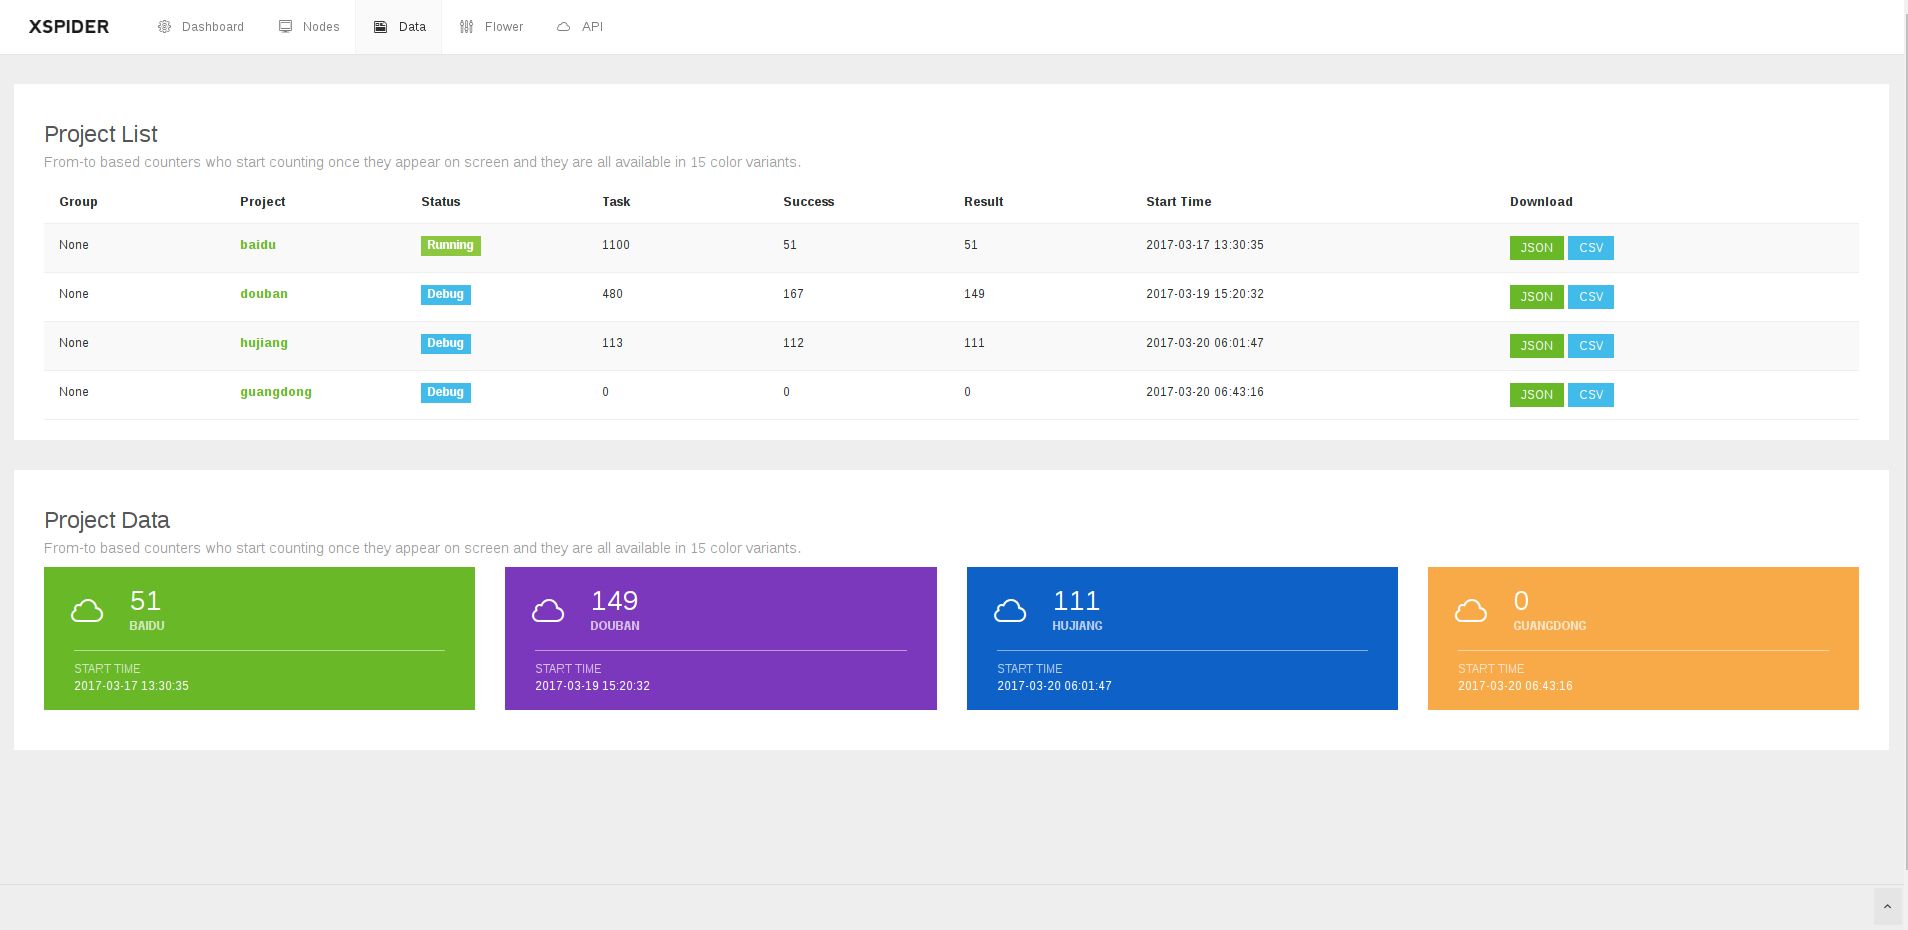 XSPIDER Dashboard Nodes Data Flower API
Project List
From-to based counters who start counting once they appear on screen and they are all available in 15 color variants.
Group Project Status Task Success Result Start Time Download
None baidu Running 1100 51 51 2017-03-17 13:30:35 JSON CSV
None douban Debug 480 167 149 2017-03-19 15:20:32 JSON CSV
None hujiang Debug 113 112 111 2017-03-20 06:01:47 JSON CSV
None guangdong Debug 0 0 0 2017-03-20 06:43:16 JSON CSV
Project Data
From-to based counters who start counting once they appear on screen and they are all available in 15 color variants.
51
BAIDU
START TIME
2017-03-17 13:30:35
149
DOUBAN
START TIME
2017-03-19 15:20:32
111
HUJIANG
START TIME
2017-03-20 06:01:47
0
GUANGDONG
START TIME
2017-03-20 06:43:16